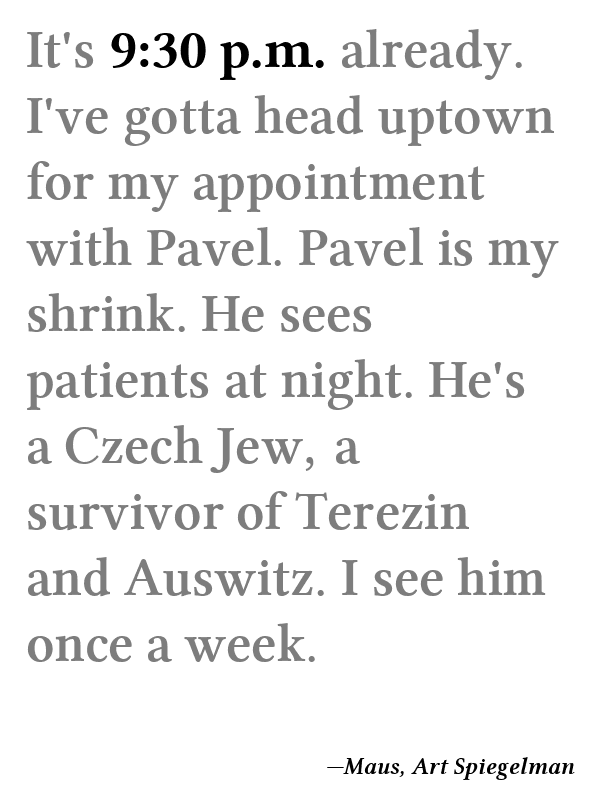 It's 9:30 p.m. already.
I've gotta head uptown
for my appointment
with Pavel. Pavel is my
shrink. He sees
patients at night. He's
a Czech Jew, a
survivor of Terezin
and Auswitz. I see him
once a week.
—Maus, Art Spiegelman